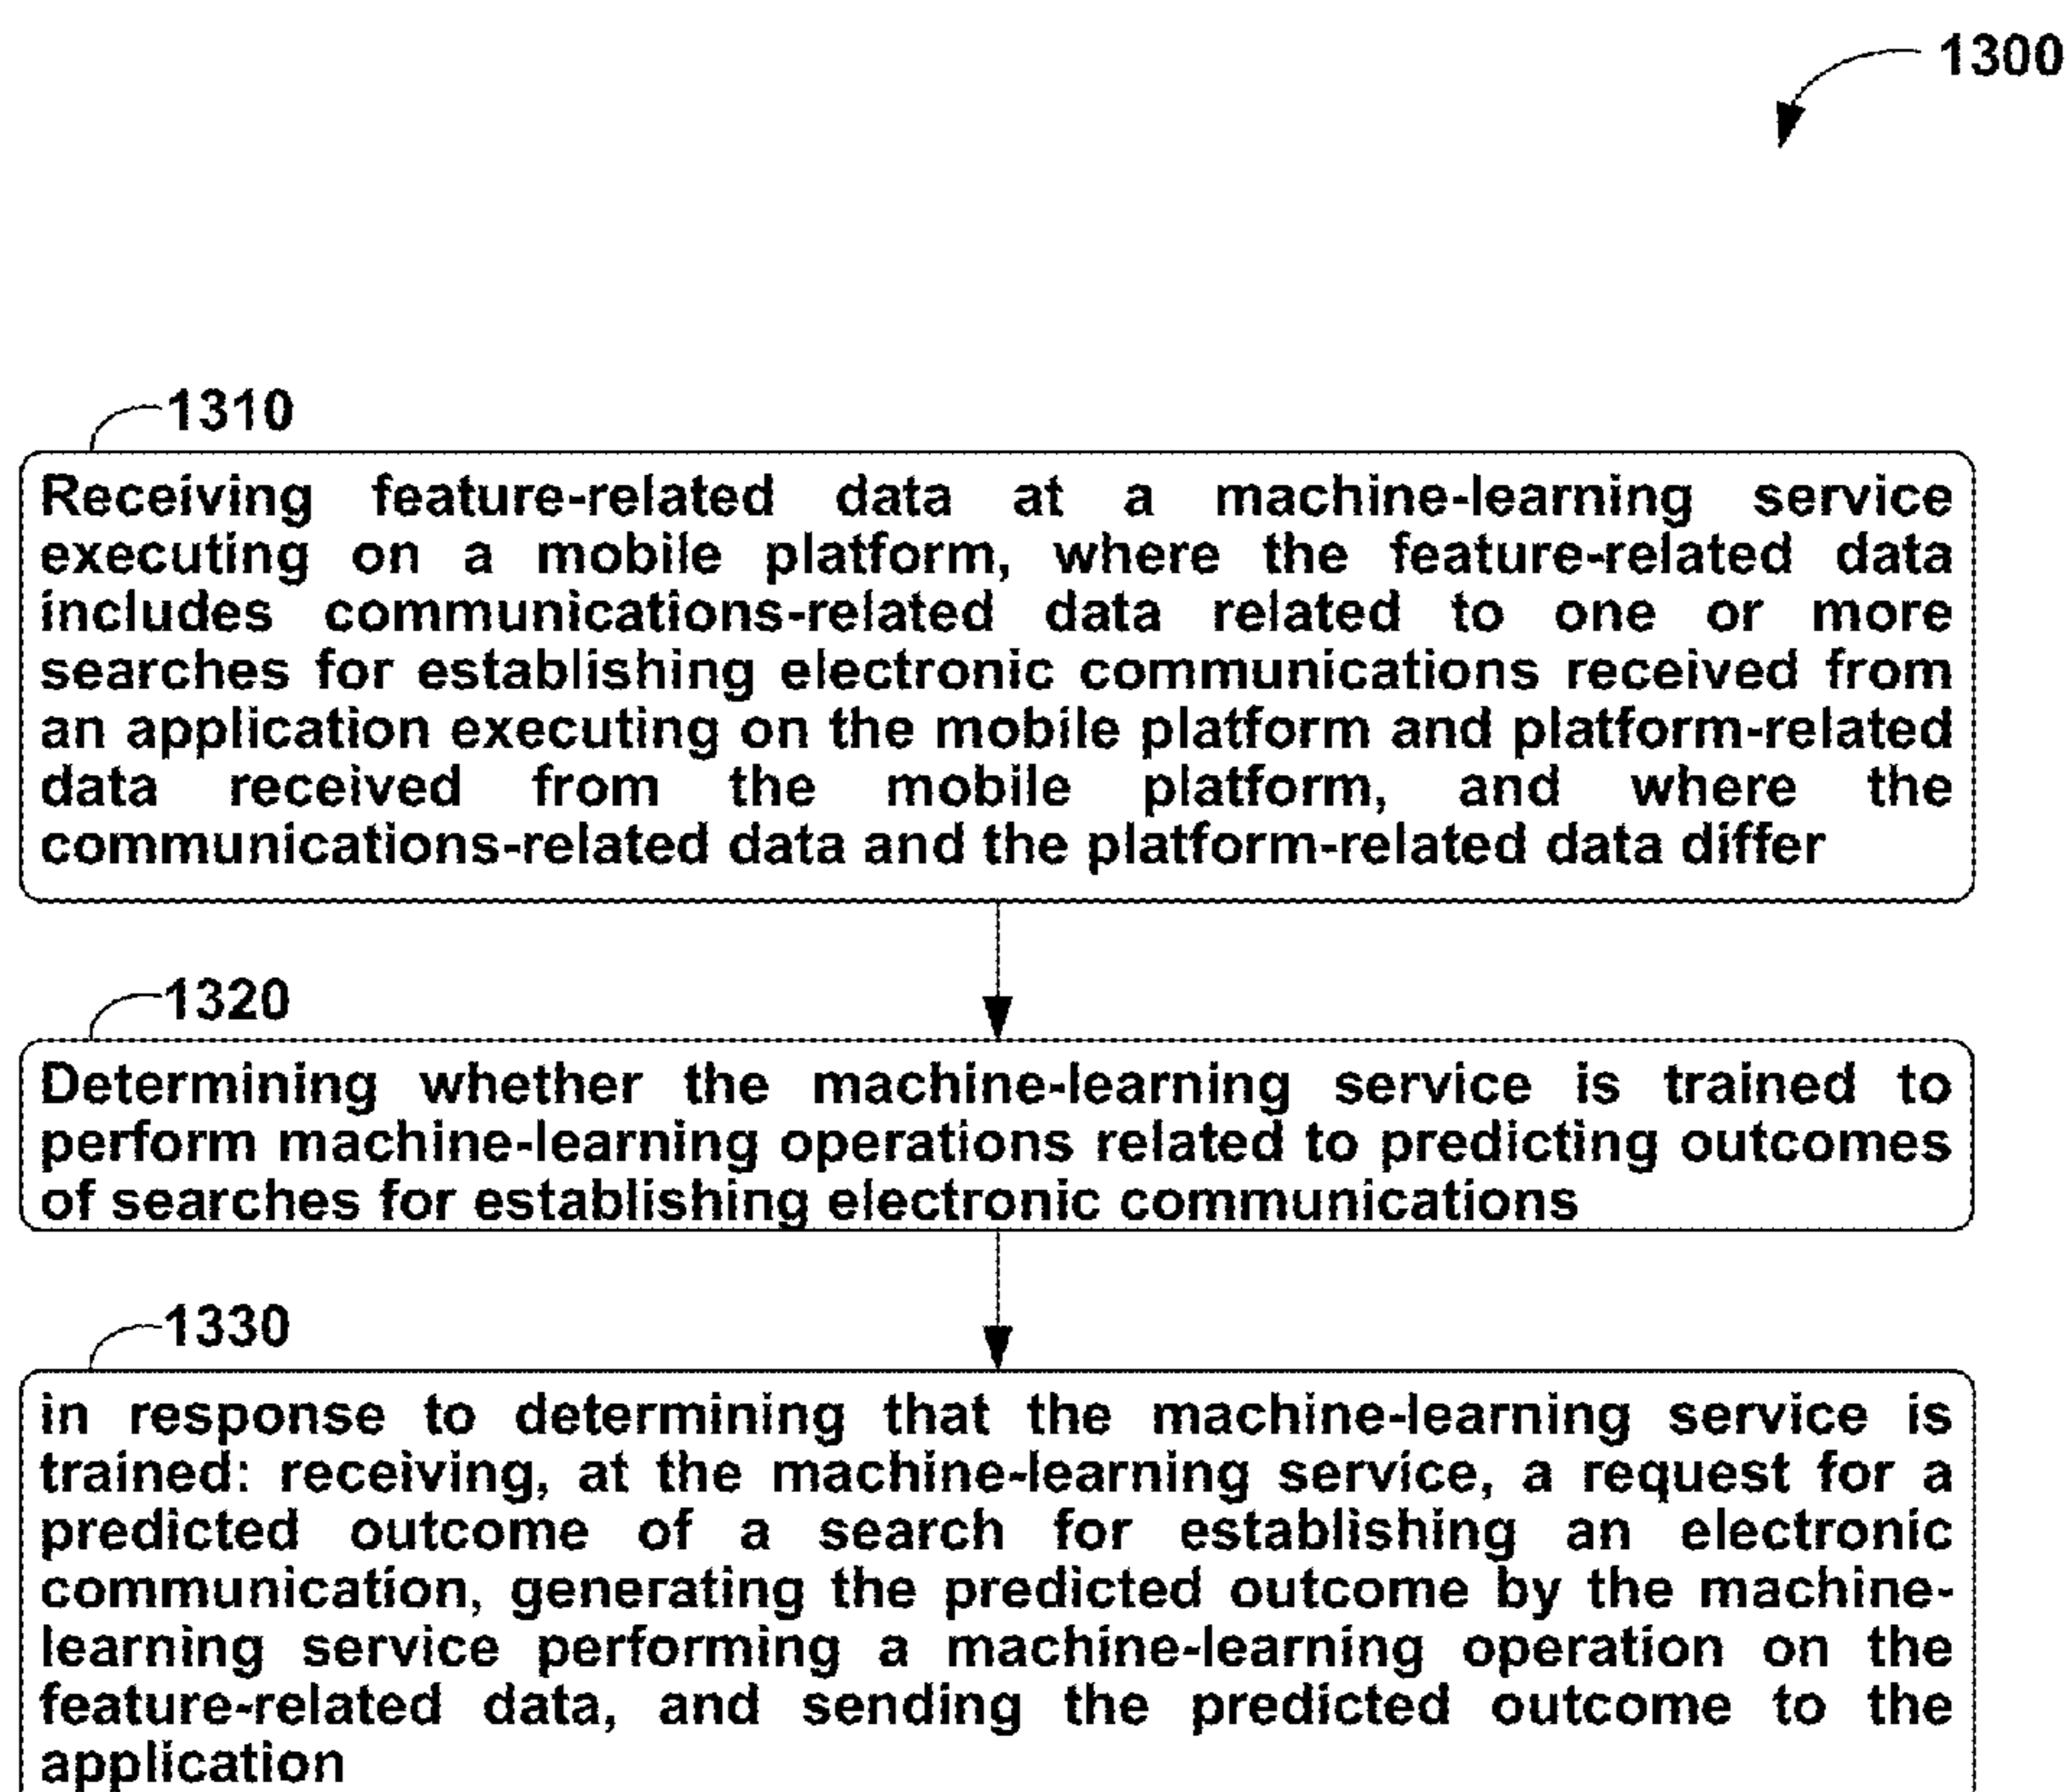 1300
1310
Receiving feature-related data at a machine-learning service
executing on a mobile platform, where the feature-related data
includes communications-related data related to one or more
searches for establishing electronic communications received from
an application executing on the mobile platform and platform-related
data received from the mobile platform, and where the
communications-related data and the platform-related data differ
1320
Determining whether the machine-learning service is trained to
perform machine-learning operations related to predicting outcomes
of searches for establishing electronic communications
1330
in response to determining that the machine-learning service is
trained: receiving, at the machine-learning service, a request for a
predicted outcome of a search for establishing an electronic
communication, generating the predicted outcome by the machine-
learning service performing a machine-learning operation on the
feature-related data, and sending the predicted outcome to the
application